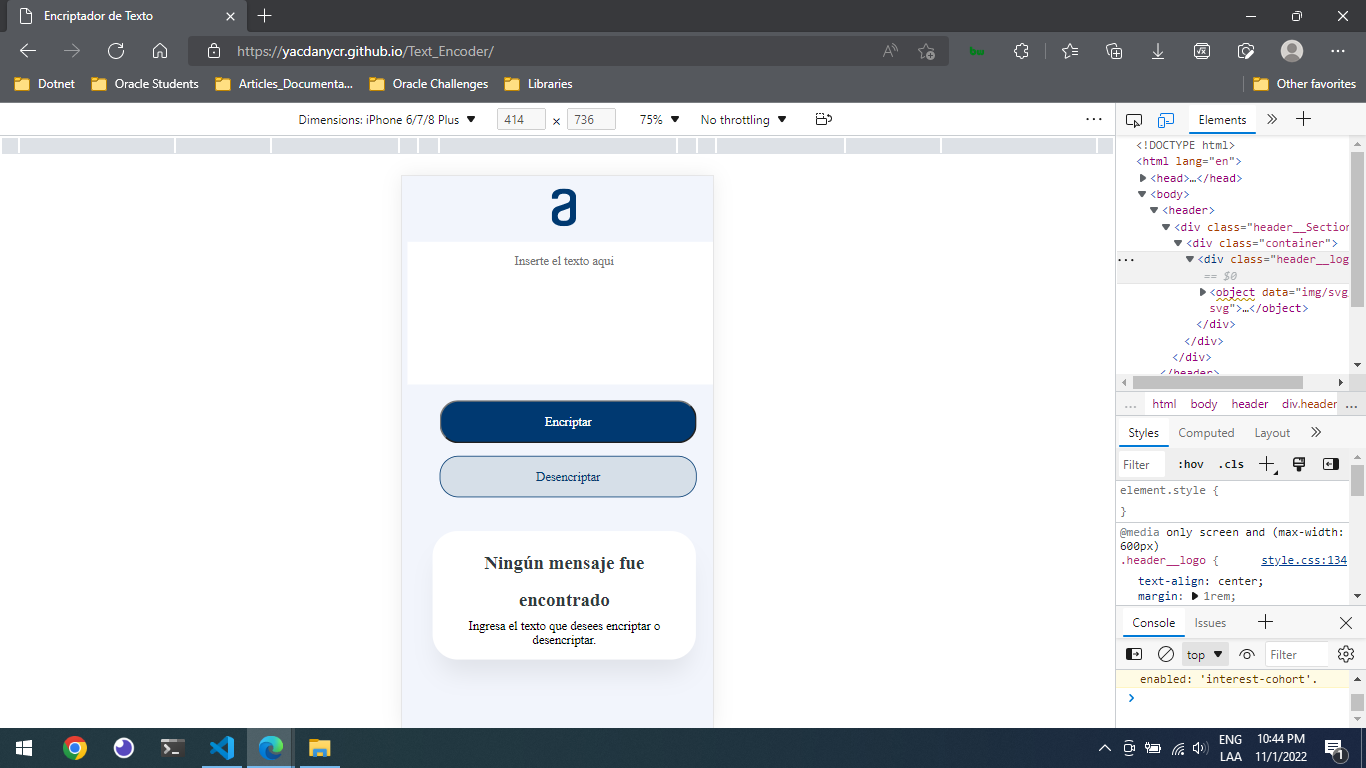 Encriptador de Texto
https://yacdanycr.github.io/Text_Encoder/
Dotnet
Oracle Students
Articles_Documenta...
Oracle Challenges
Libraries
Other favorites
Dimensions: iPhone 6/7/8 Plus
414 × 736
75%
No throttling
a
Inserte el texto aqui
Encriptar
Desencriptar
Ningún mensaje fue
encontrado
Ingresa el texto que desees encriptar o
desencriptar.
Elements
<!DOCTYPE html>
<html lang="en">
<head>…</head>
<body>
<header>
<div class="header__Section
<div class="container">
<div class="header__log
== $0
<object data="img/svg
svg">…</object>
</div>
</div>
</div>
</header>
... html body header div.header ...
Styles Computed Layout
Filter :hov .cls
element.style {
}
@media only screen and (max-width:
600px)
.header__logo { style.css:134
text-align: center;
margin: 1rem;
Console Issues
top Filter
enabled: 'interest-cohort'.
ENG
LAA
10:44 PM
11/1/2022
1